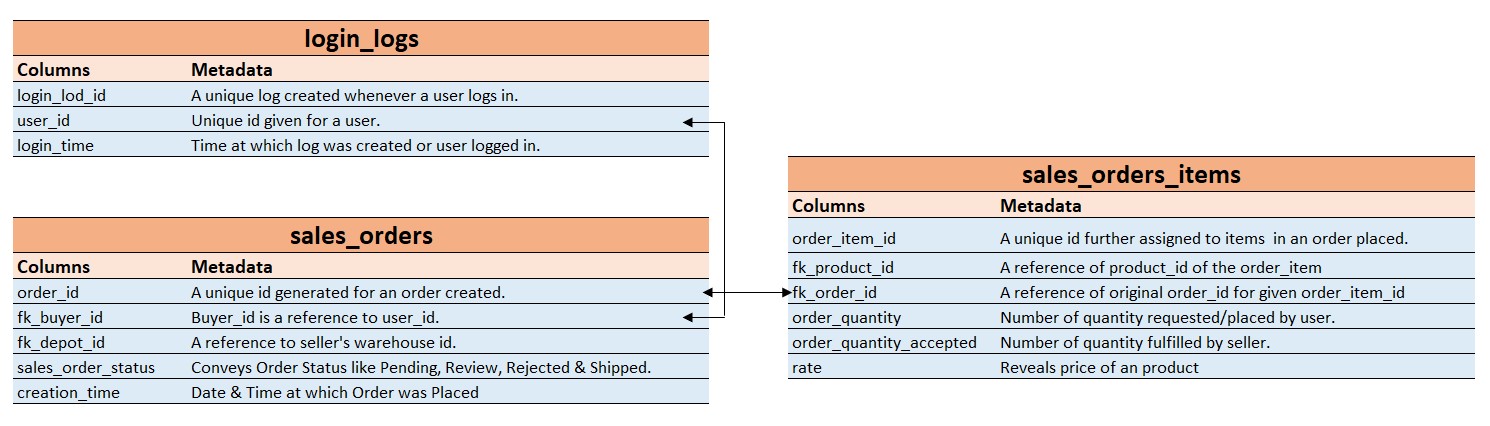 login_logs
Columns Metadata
login_lod_id A unique log created whenever a user logs in.
user_id Unique id given for a user.
login_time Time at which log was created or user logged in.
sales_orders
Columns Metadata
order_id A unique id generated for an order created.
fk_buyer_id Buyer_id is a reference to user_id.
fk_depot_id A reference to seller's warehouse id.
sales_order_status Conveys Order Status like Pending, Review, Rejected & Shipped.
creation_time Date & Time at which Order was Placed
sales_orders_items
Columns Metadata
order_item_id A unique id further assigned to items in an order placed.
fk_product_id A reference of product_id of the order_item
fk_order_id A reference of original order_id for given order_item_id
order_quantity Number of quantity requested/placed by user.
order_quantity_accepted Number of quantity fulfilled by seller.
rate Reveals price of an product